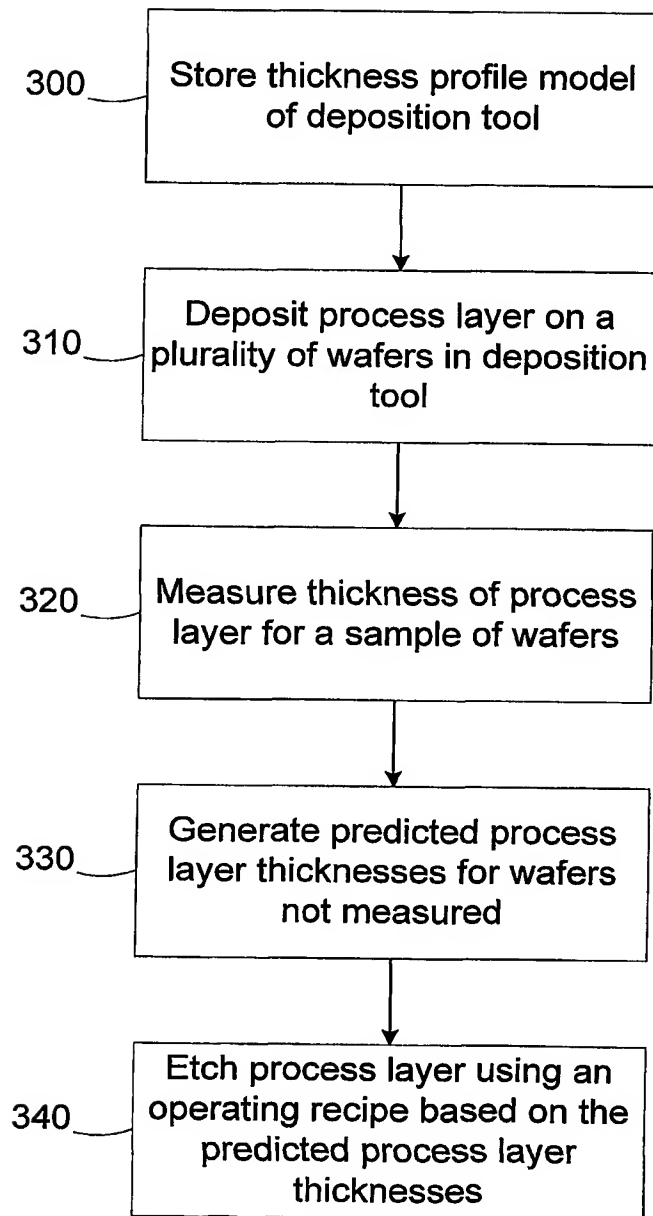 300
Store thickness profile model
of deposition tool
310
Deposit process layer on a
plurality of wafers in deposition
tool
320
Measure thickness of process
layer for a sample of wafers
330
Generate predicted process
layer thicknesses for wafers
not measured
340
Etch process layer using an
operating recipe based on the
predicted process layer
thicknesses